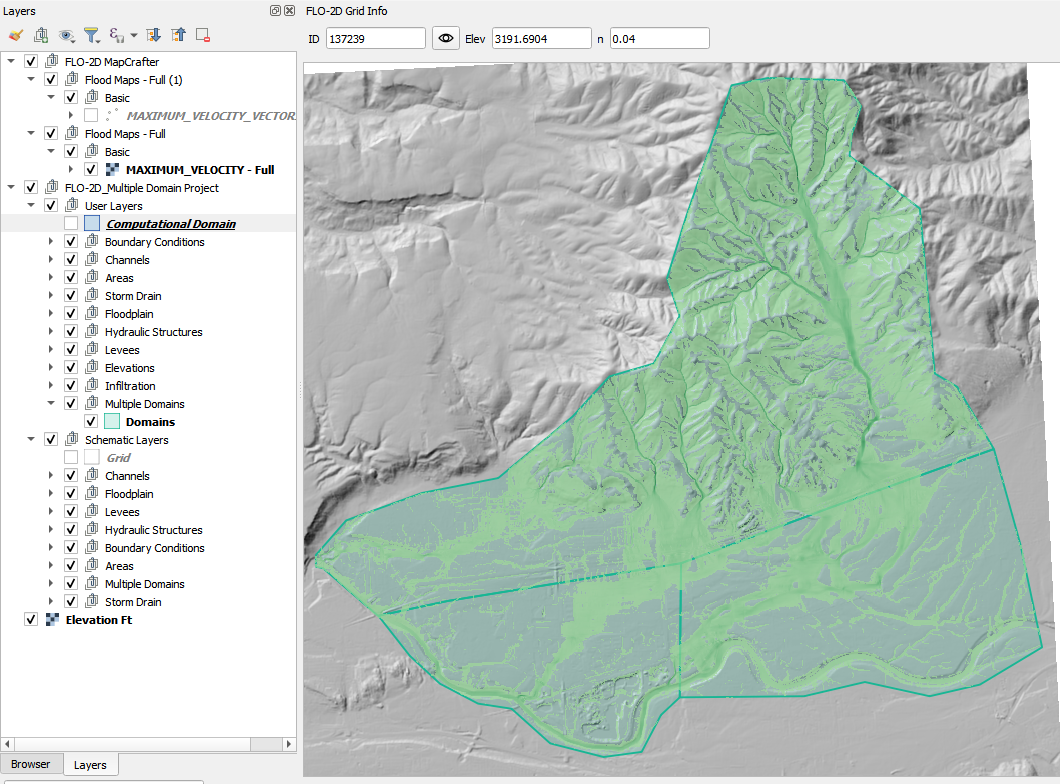 Layers
FLO-2D Grid Info
ID 137239 Elev 3191.6904 n 0.04
FLO-2D MapCrafter
Flood Maps - Full (1)
Basic
MAXIMUM_VELOCITY_VECTOR
Flood Maps - Full
Basic
MAXIMUM_VELOCITY - Full
FLO-2D_Multiple Domain Project
User Layers
Computational Domain
Boundary Conditions
Channels
Areas
Storm Drain
Floodplain
Hydraulic Structures
Levees
Elevations
Infiltration
Multiple Domains
Domains
Schematic Layers
Grid
Channels
Floodplain
Levees
Hydraulic Structures
Boundary Conditions
Areas
Multiple Domains
Storm Drain
Elevation Ft
Browser Layers